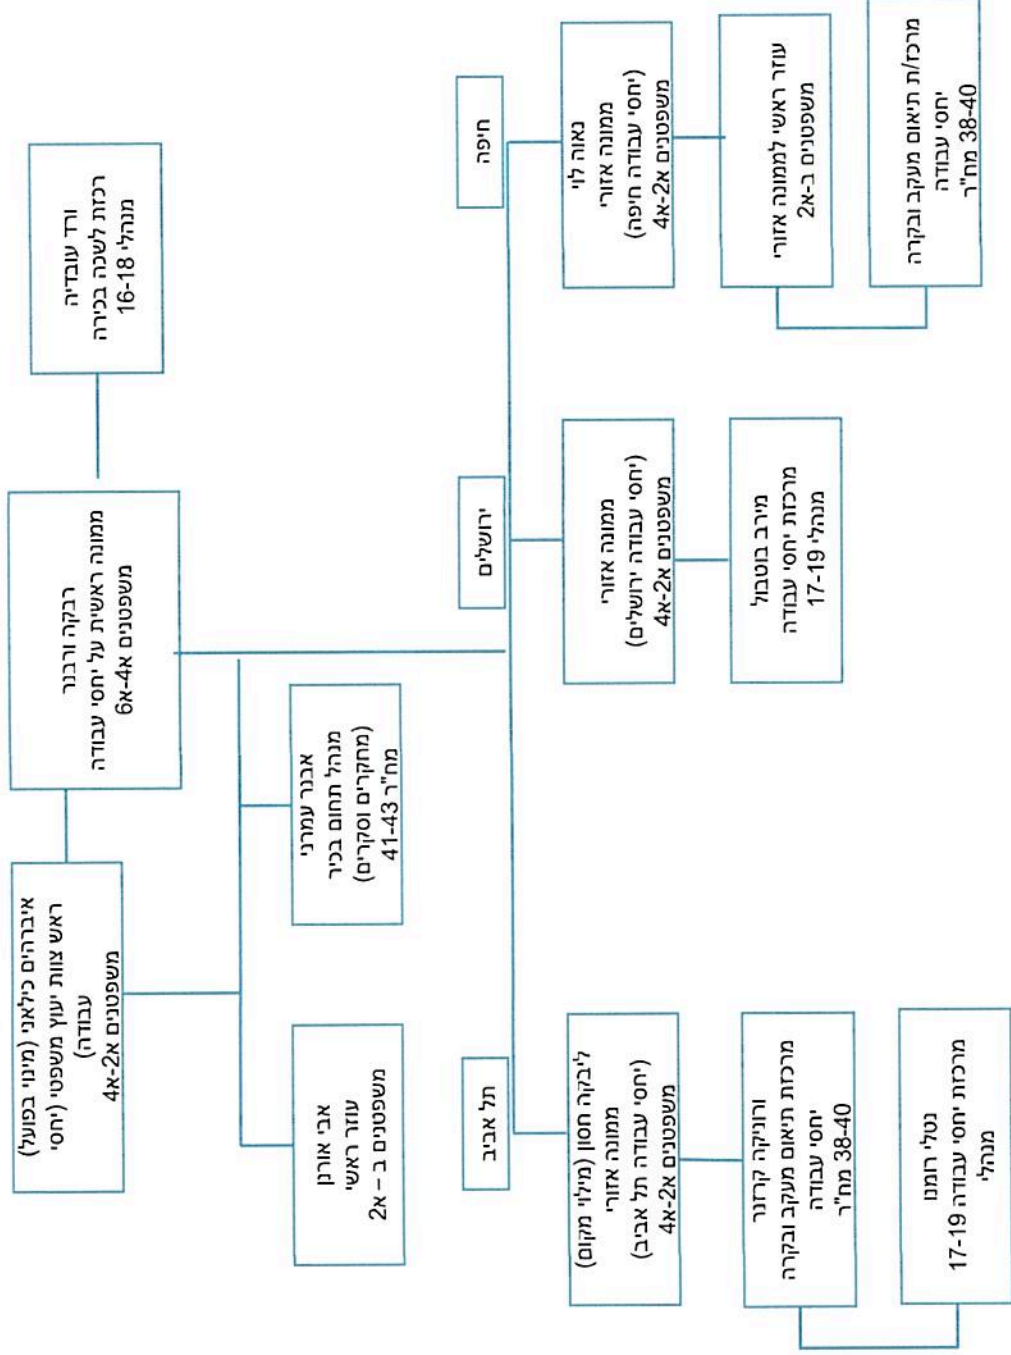 ורד עובדיה
רכזת לשכה בכירה
מנהלי 16-18
רבקה ורבנר
ממונה ראשית על יחסי עבודה
משפטנים א4-א6
איברהים כילאני (מינוי בפועל)
ראש צוות יעוץ משפטי (יחסי
עבודה)
משפטנים א2-א4
אבנר עמרני
מנהל תחום בכיר
(מחקרים וסקרים)
מח"ר 41-43
אבי אורנן
עוזר ראשי
משפטנים ב – א2
חיפה
נאוה לוי
ממונה אזורי
(יחסי עבודה חיפה)
משפטנים א2-א4
עוזר ראשי לממונה אזורי
משפטנים ב-א2
מרכז/ת תיאום מעקב ובקרה
יחסי עבודה
38-40 מח"ר
ירושלים
ממונה אזורי
(יחסי עבודה ירושלים)
משפטנים א2-א4
מירב בוטבול
מרכזת יחסי עבודה
מנהלי 17-19
תל אביב
ליבקה חסון (מילוי מקום)
ממונה אזורי
(יחסי עבודה תל אביב)
משפטנים א2-א4
ורוניקה קרדנר
מרכזת תיאום מעקב ובקרה
יחסי עבודה
38-40 מח"ר
נטלי רומנו
מרכזת יחסי עבודה 17-19
מנהלי